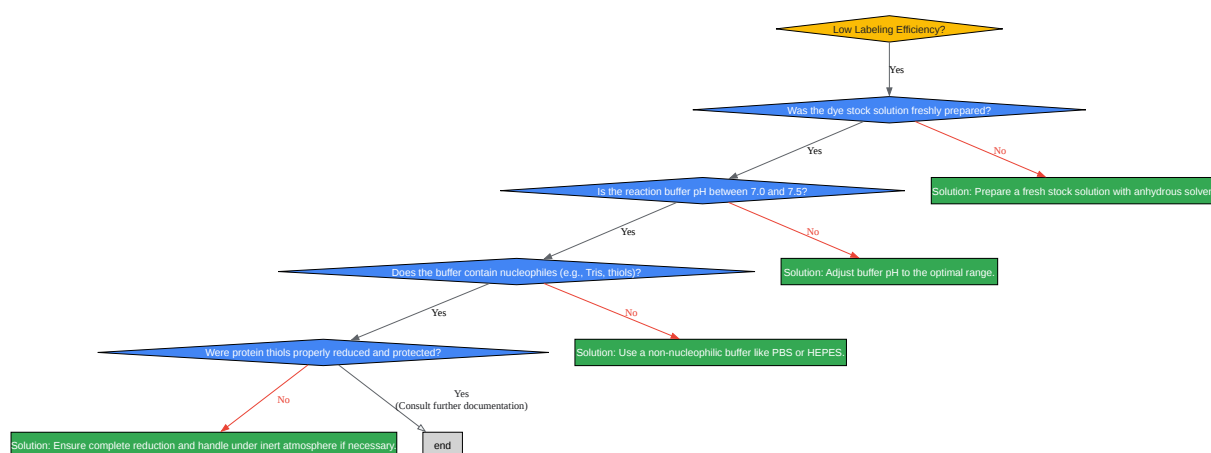 Low Labeling Efficiency?
Yes
Was the dye stock solution freshly prepared?
Yes
No
Is the reaction buffer pH between 7.0 and 7.5?
Solution: Prepare a fresh stock solution with anhydrous solver
Yes
No
Does the buffer contain nucleophiles (e.g., Tris, thiols)?
Solution: Adjust buffer pH to the optimal range.
Yes
No
Were protein thiols properly reduced and protected?
Solution: Use a non-nucleophilic buffer like PBS or HEPES.
No
Yes
(Consult further documentation)
Solution: Ensure complete reduction and handle under inert atmosphere if necessary.
end